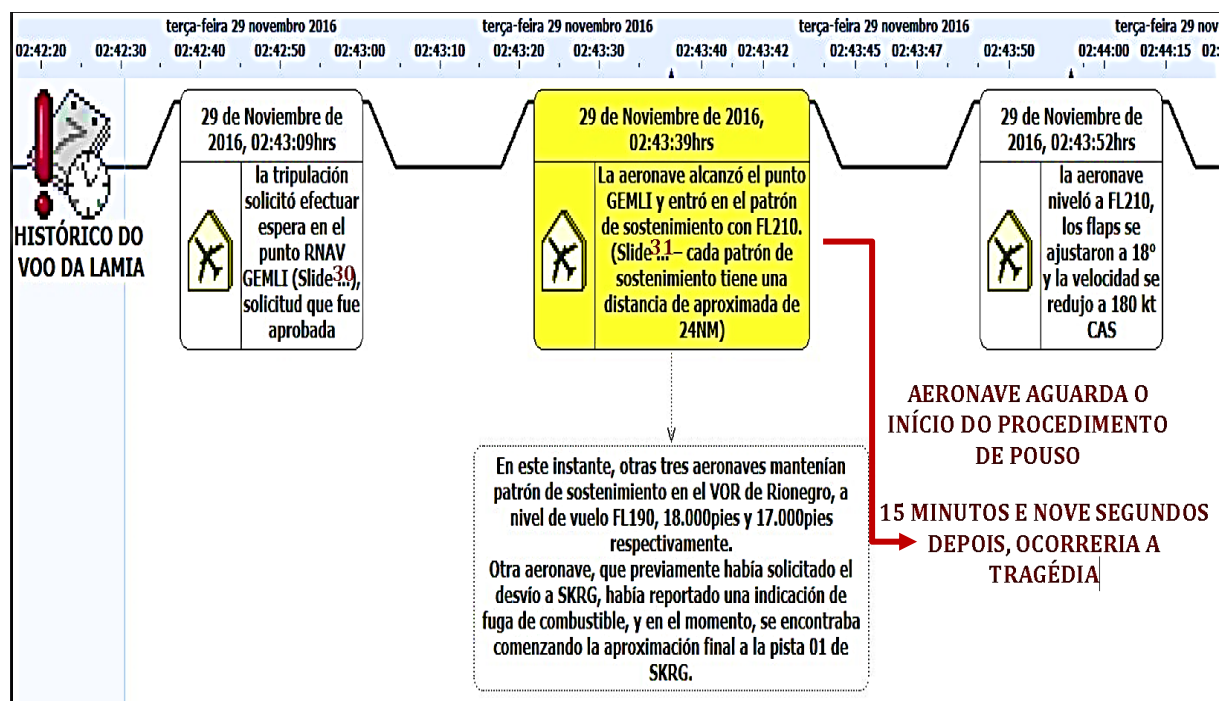 terça-feira 29 novembro 2016 terça-feira 29 novembro 2016 terça-feira 29 novembro 2016 terça-feira 29 nov
02:42:20 02:42:30 02:42:40 02:42:50 02:43:00 02:43:10 02:43:20 02:43:30 02:43:40 02:43:42 02:43:45 02:43:47 02:43:50 02:44:00 02:44:15 02:
HISTÓRICO DO
VOO DA LAMIA
29 de Noviembre de
2016, 02:43:09hrs
la tripulación
solicitó efectuar
espera en el
punto RNAV
GEMLI (Slide 30),
solicitud que fue
aprobada
29 de Noviembre de 2016,
02:43:39hrs
La aeronave alcanzó el punto
GEMLI y entró en el patrón
de sostenimiento con FL210.
(Slide 31 – cada patrón de
sostenimiento tiene una
distancia de aproximada de
24NM)
29 de Noviembre de
2016, 02:43:52hrs
la aeronave
niveló a FL210,
los flaps se
ajustaron a 18º
y la velocidad se
redujo a 180 kt
CAS
En este instante, otras tres aeronaves mantenían
patrón de sostenimiento en el VOR de Rionegro, a
nivel de vuelo FL190, 18.000pies y 17.000pies
respectivamente.
Otra aeronave, que previamente había solicitado el
desvío a SKRG, había reportado una indicación de
fuga de combustible, y en el momento, se encontraba
comenzando la aproximación final a la pista 01 de
SKRG.
AERONAVE AGUARDA O
INÍCIO DO PROCEDIMENTO
DE POUSO
15 MINUTOS E NOVE SEGUNDOS
DEPOIS, OCORRERIA A
TRAGÉDIA